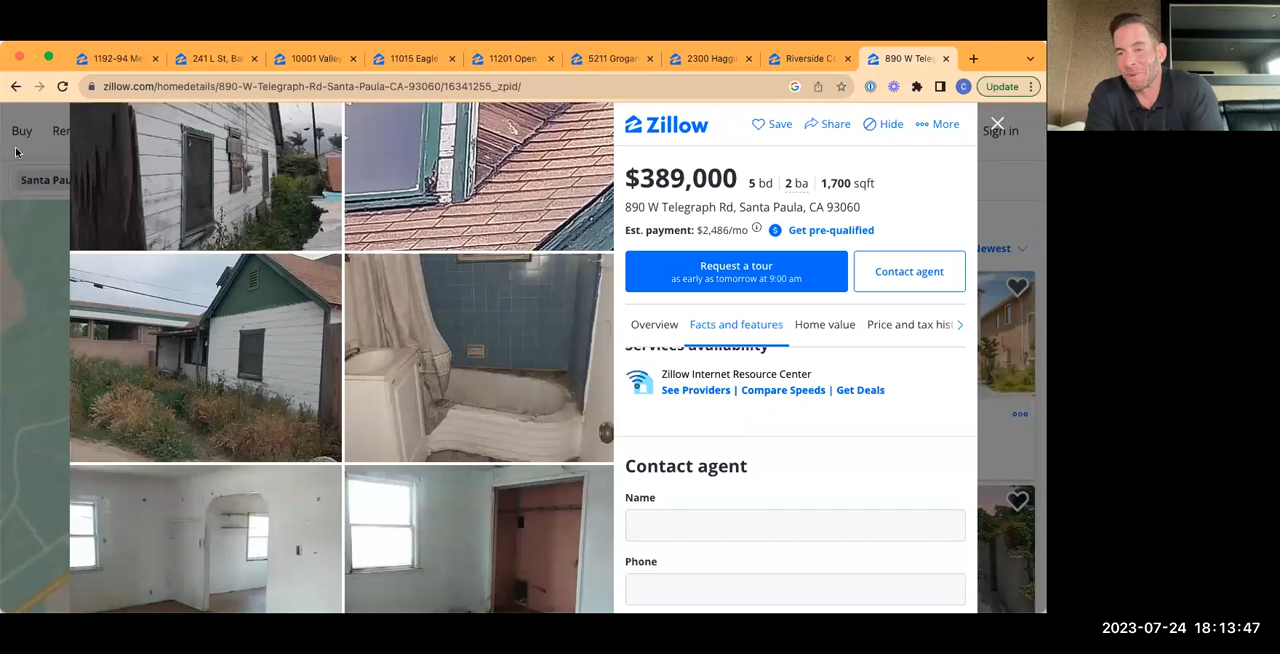 1192-94 Me
241 L St, Ba
10001 Valley
11015 Eagle
11201 Open
5211 Grogan
2300 Haggi
Riverside Co
890 W Teleg
zillow.com/homedetails/890-W-Telegraph-Rd-Santa-Paula-CA-93060/16341255_zpid/
C
Update
Buy
Ren
Santa Pau
Zillow
Save
Share
Hide
More
Sign in
$389,000 5 bd 2 ba 1,700 sqft
890 W Telegraph Rd, Santa Paula, CA 93060
Est. payment: $2,486/mo $ Get pre-qualified
Request a tour
as early as tomorrow at 9:00 am
Contact agent
Newest
Overview Facts and features Home value Price and tax hist
Services availability
Zillow Internet Resource Center
See Providers | Compare Speeds | Get Deals
Contact agent
Name
Phone
2023-07-24 18:13:47